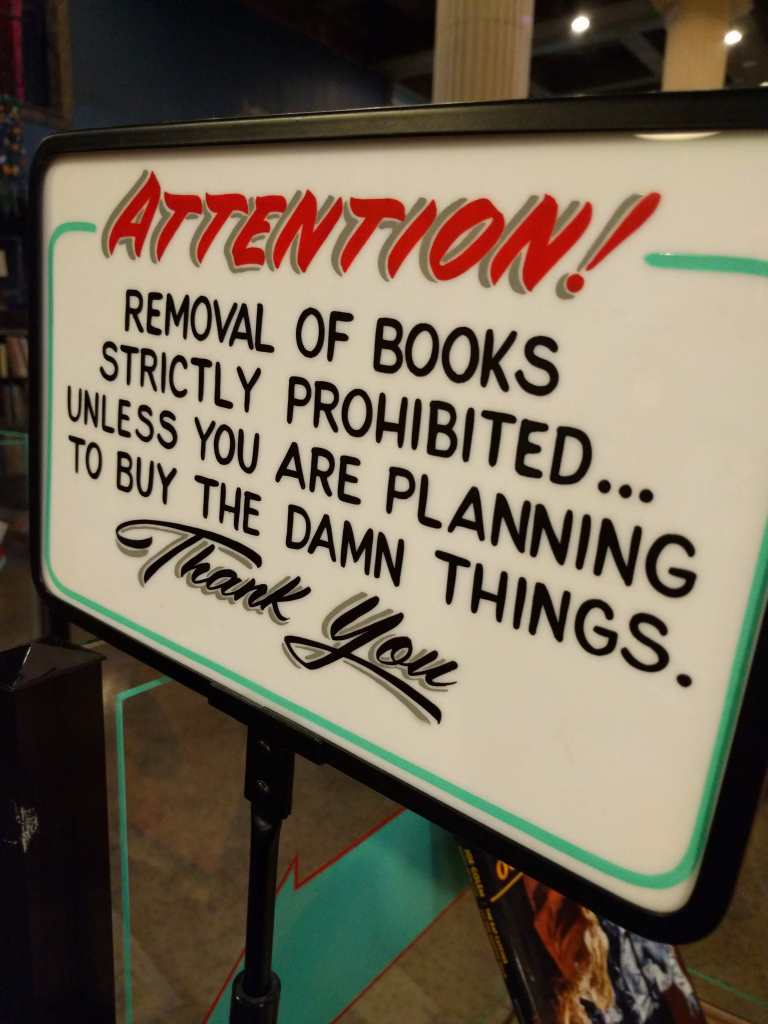 ATTENTION!
REMOVAL OF BOOKS
STRICTLY PROHIBITED...
UNLESS YOU ARE PLANNING
TO BUY THE DAMN THINGS.
Thank You